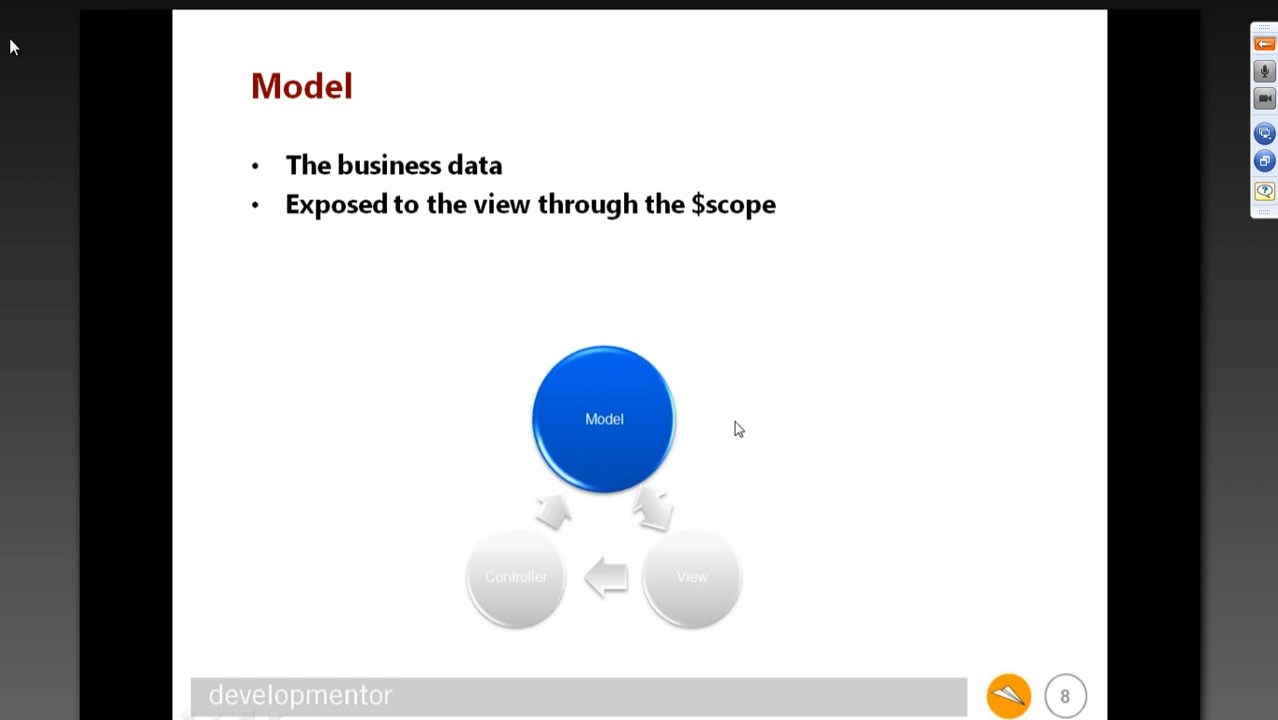 Model
• The business data
• Exposed to the view through the $scope
Model
Controller
View
developmentor
8